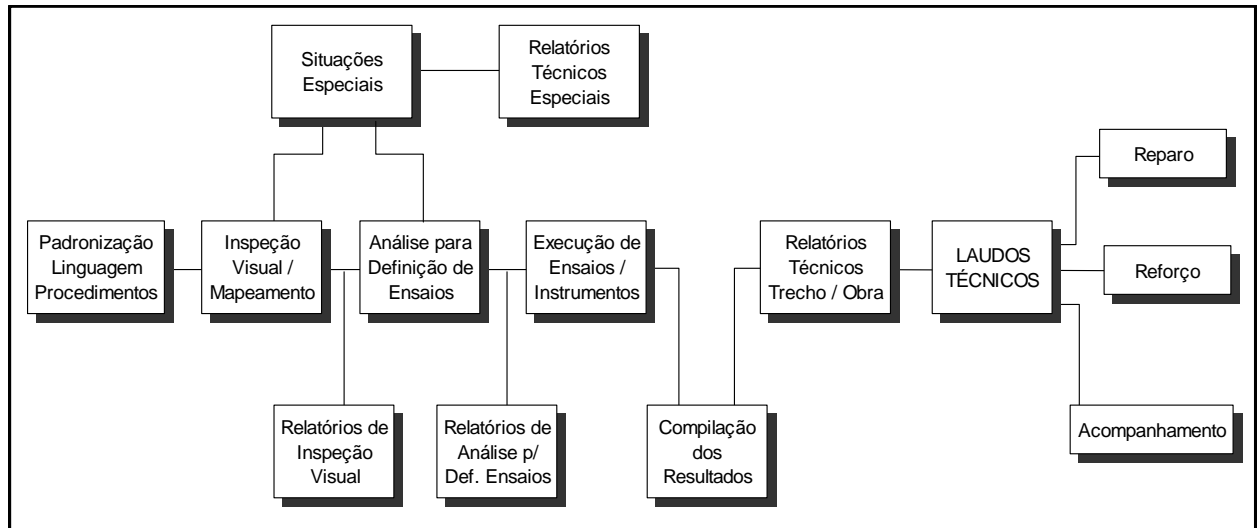 Situações
Especiais
Relatórios
Técnicos
Especiais
Reparo
Padronização
Linguagem
Procedimentos
Inspeção
Visual /
Mapeamento
Análise para
Definição de
Ensaios
Execução de
Ensaios /
Instrumentos
Relatórios
Técnicos
Trecho / Obra
LAUDOS
TÉCNICOS
Reforço
Relatórios de
Inspeção
Visual
Relatórios de
Análise p/
Def. Ensaios
Compilação
dos
Resultados
Acompanhamento